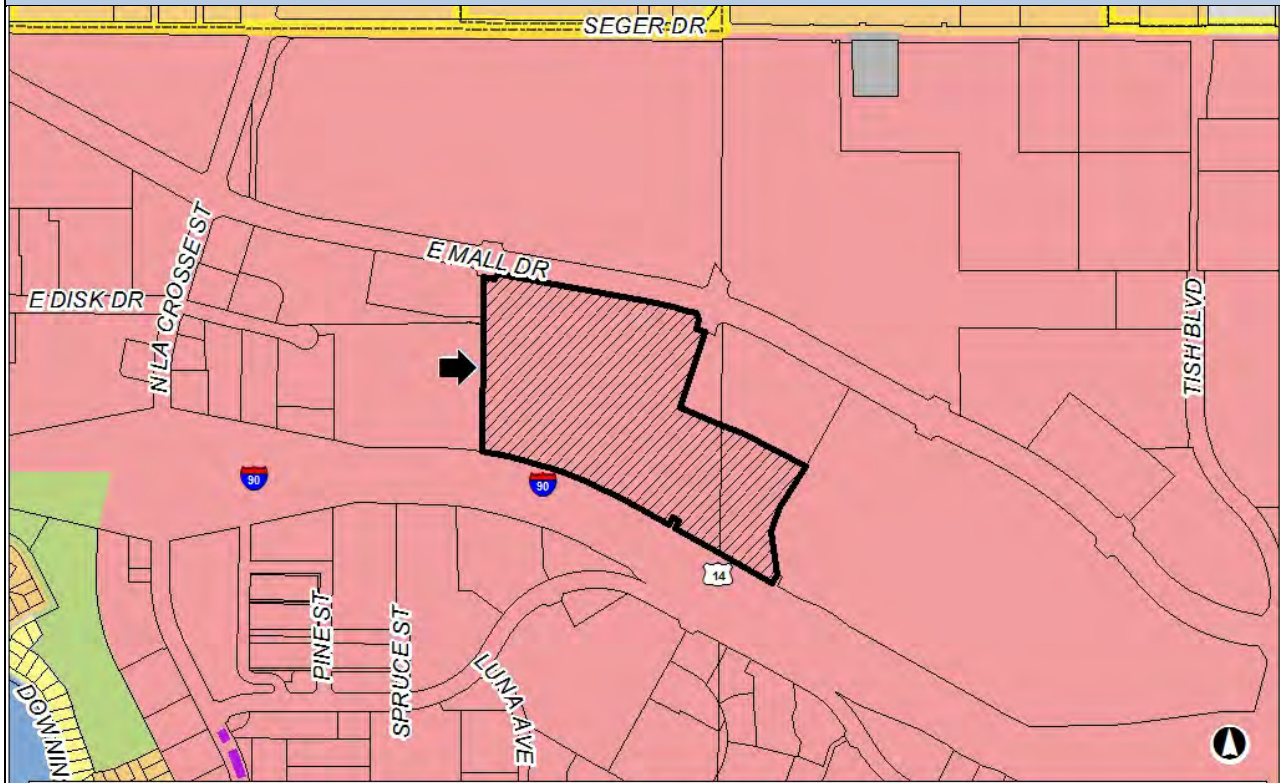 SEGER DR
E MALL DR
N LA CROSSE ST
E DISK DR
TISH BLVD
90
90
14
PINE ST
SPRUCE ST
LUNA AVE
DOWNING